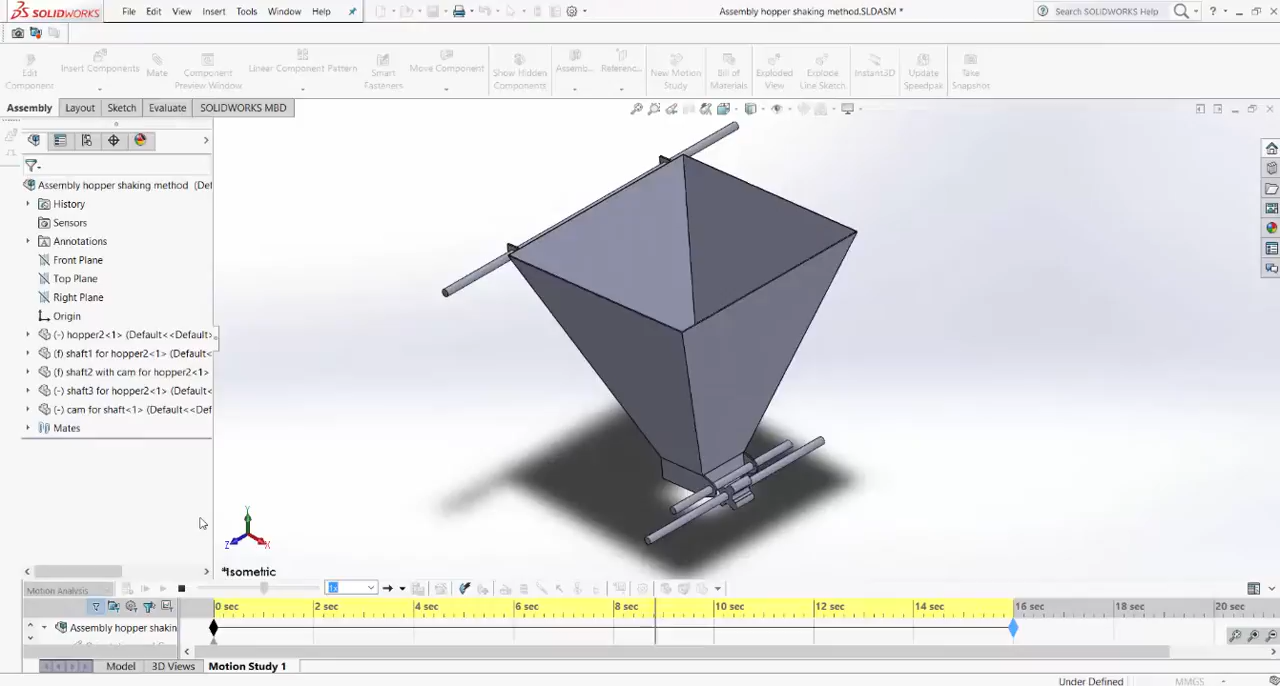 SOLIDWORKS File Edit View Insert Tools Window Help Assembly hopper shaking method.SLDASM * Search SOLIDWORKS Help ?
Edit Component Insert Components Mate Component Preview Window Linear Component Pattern Smart Fasteners Move Component Show Hidden Components Assemb... Referenc... New Motion Study Bill of Materials Exploded View Explode Line Sketch Instant3D Update Speedpak Take Snapshot
Assembly Layout Sketch Evaluate SOLIDWORKS MBD
Assembly hopper shaking method (Def
History
Sensors
Annotations
Front Plane
Top Plane
Right Plane
Origin
(-) hopper2<1> (Default<<Default>
(f) shaft1 for hopper2<1> (Default<
(f) shaft2 with cam for hopper2<1>
(-) shaft3 for hopper2<1> (Default<
(-) cam for shaft<1> (Default<<Def
Mates
Y
Z X
*Isometric
Motion Analysis 1x
0 sec 2 sec 4 sec 6 sec 8 sec 10 sec 12 sec 14 sec 16 sec 18 sec 20 sec
Assembly hopper shakin
Model 3D Views Motion Study 1
Under Defined MMGS